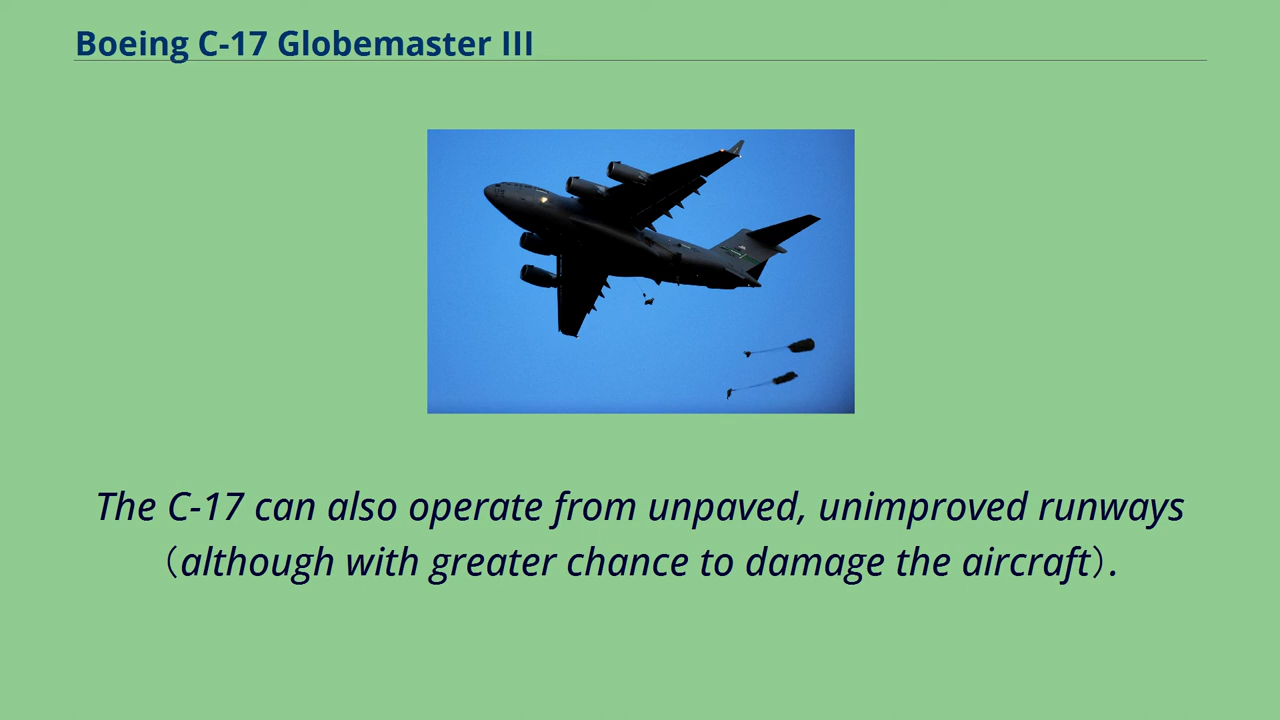 Boeing C-17 Globemaster III
The C-17 can also operate from unpaved, unimproved runways
（although with greater chance to damage the aircraft）.